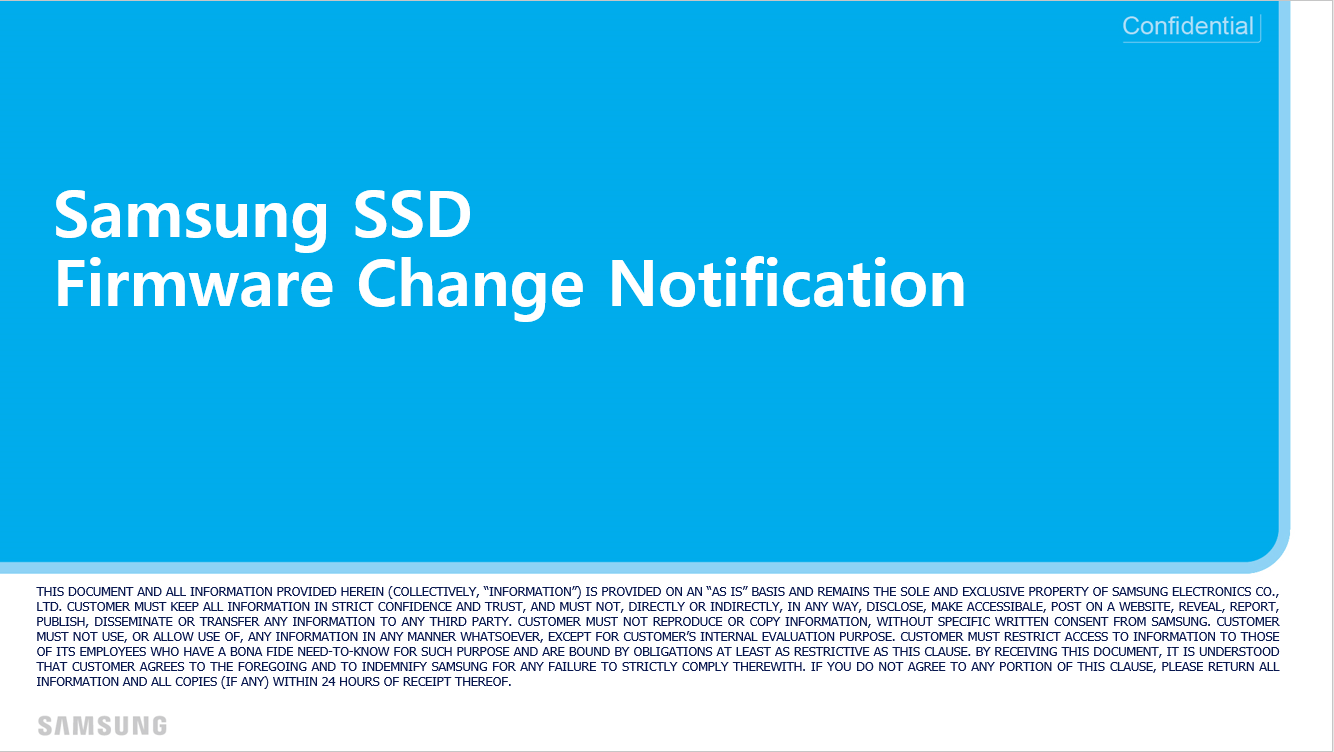 Confidential
Samsung SSD
Firmware Change Notification
THIS DOCUMENT AND ALL INFORMATION PROVIDED HEREIN (COLLECTIVELY, “INFORMATION”) IS PROVIDED ON AN “AS IS” BASIS AND REMAINS THE SOLE AND EXCLUSIVE PROPERTY OF SAMSUNG ELECTRONICS CO.,
LTD. CUSTOMER MUST KEEP ALL INFORMATION IN STRICT CONFIDENCE AND TRUST, AND MUST NOT, DIRECTLY OR INDIRECTLY, IN ANY WAY, DISCLOSE, MAKE ACCESSIBALE, POST ON A WEBSITE, REVEAL, REPORT,
PUBLISH, DISSEMINATE OR TRANSFER ANY INFORMATION TO ANY THIRD PARTY. CUSTOMER MUST NOT REPRODUCE OR COPY INFORMATION, WITHOUT SPECIFIC WRITTEN CONSENT FROM SAMSUNG. CUSTOMER
MUST NOT USE, OR ALLOW USE OF, ANY INFORMATION IN ANY MANNER WHATSOEVER, EXCEPT FOR CUSTOMER’S INTERNAL EVALUATION PURPOSE. CUSTOMER MUST RESTRICT ACCESS TO INFORMATION TO THOSE
OF ITS EMPLOYEES WHO HAVE A BONA FIDE NEED-TO-KNOW FOR SUCH PURPOSE AND ARE BOUND BY OBLIGATIONS AT LEAST AS RESTRICTIVE AS THIS CLAUSE. BY RECEIVING THIS DOCUMENT, IT IS UNDERSTOOD
THAT CUSTOMER AGREES TO THE FOREGOING AND TO INDEMNIFY SAMSUNG FOR ANY FAILURE TO STRICTLY COMPLY THEREWITH. IF YOU DO NOT AGREE TO ANY PORTION OF THIS CLAUSE, PLEASE RETURN ALL
INFORMATION AND ALL COPIES (IF ANY) WITHIN 24 HOURS OF RECEIPT THEREOF.
SAMSUNG